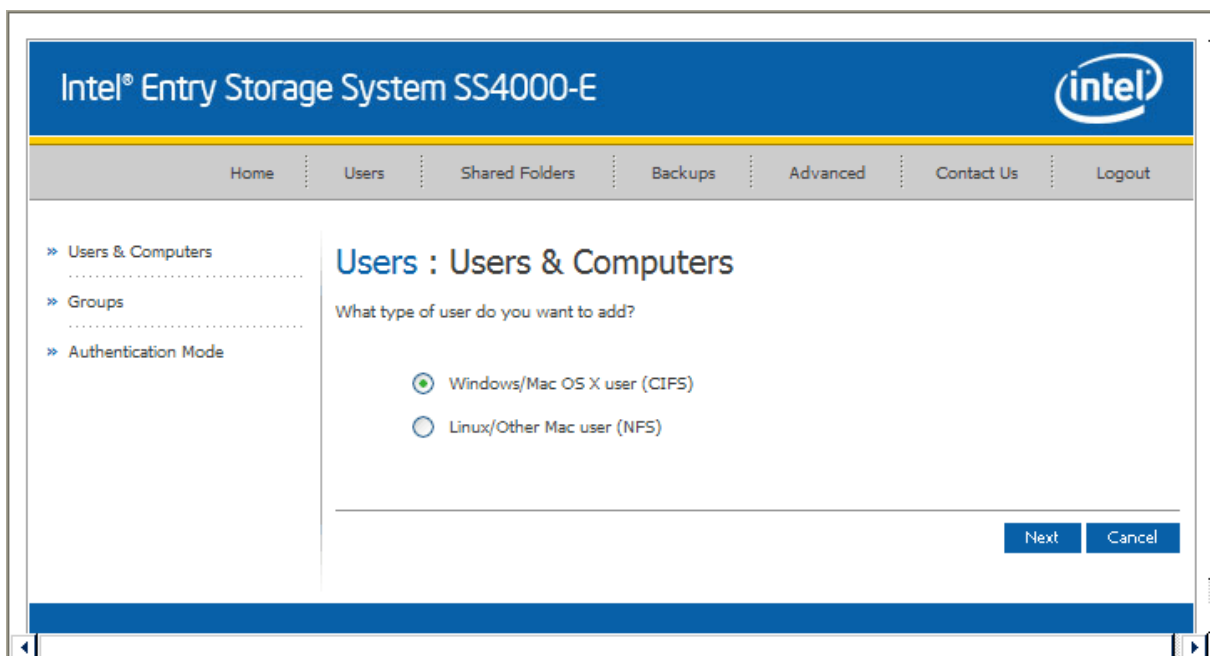 Intel® Entry Storage System SS4000-E
intel
Home Users Shared Folders Backups Advanced Contact Us Logout
» Users & Computers
» Groups
» Authentication Mode
Users : Users & Computers
What type of user do you want to add?
Windows/Mac OS X user (CIFS)
Linux/Other Mac user (NFS)
Next Cancel